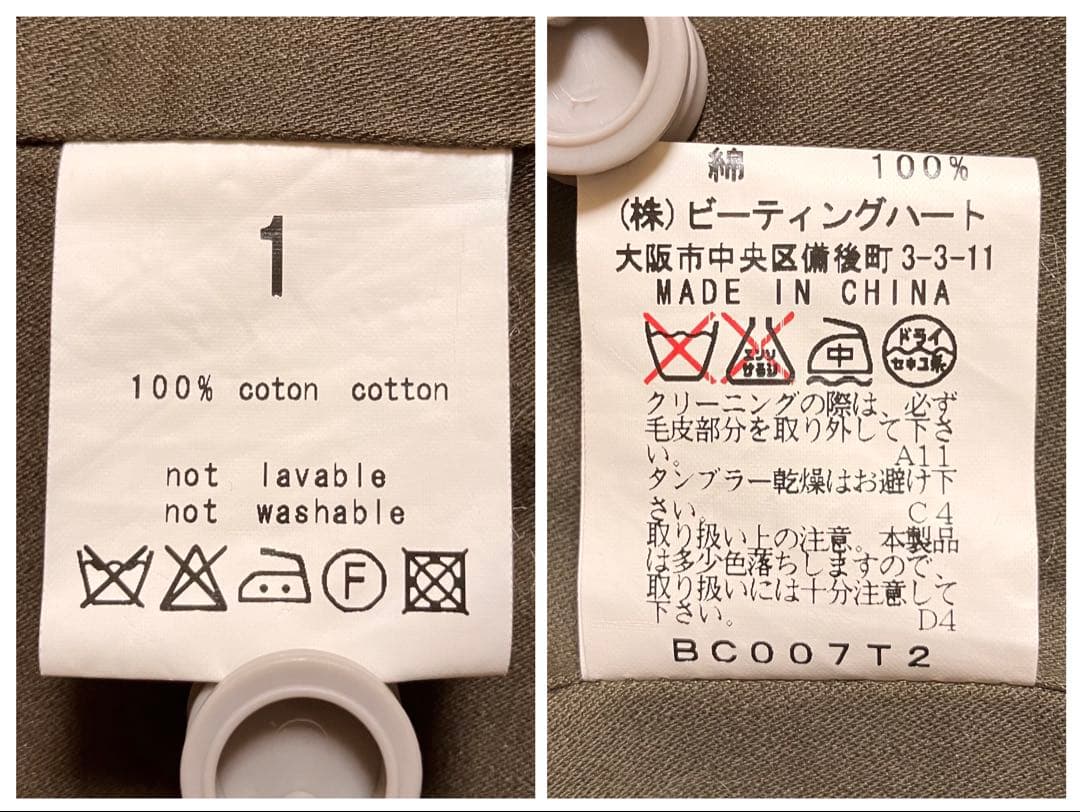 1
100% coton cotton
not lavable
not washable
F
綿 100%
(株)ビーティングハート
大阪市中央区備後町3-3-11
MADE IN CHINA
エンソ サラシ 中 ドライ セキユ系
クリーニングの際は、必ず
毛皮部分を取り外して下さ
い。 A11
タンブラー乾燥はお避け下
さい。 C4
取り扱い上の注意。本製品
は多少色落ちしますので、
取り扱いには十分注意して
下さい。 D4
BC007T2